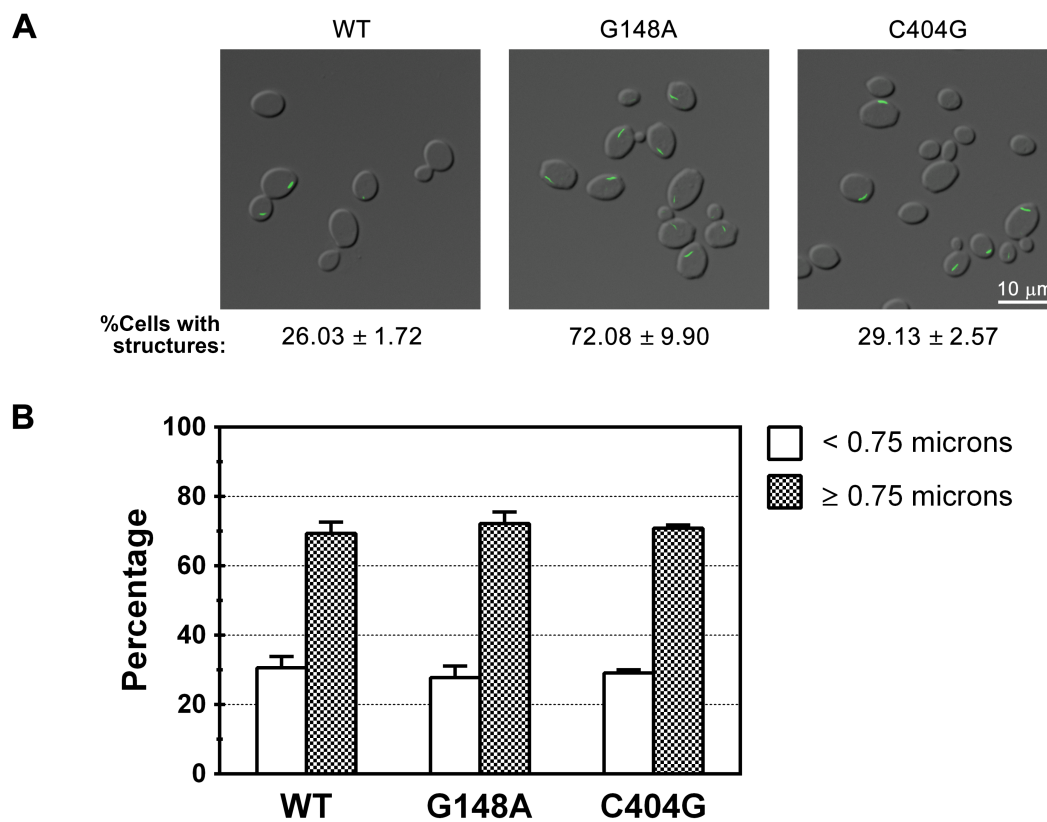 A
WT
G148A
C404G
10 μm
%Cells with
structures:
26.03 ± 1.72
72.08 ± 9.90
29.13 ± 2.57
B
Percentage
100
80
60
40
20
0
WT
G148A
C404G
< 0.75 microns
≥ 0.75 microns